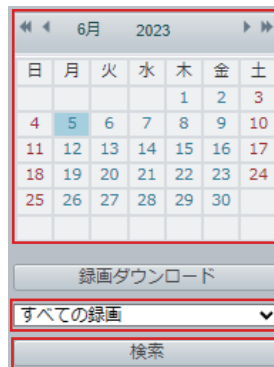 6月 2023
日 月 火 水 木 金 土
1 2 3
4 5 6 7 8 9 10
11 12 13 14 15 16 17
18 19 20 21 22 23 24
25 26 27 28 29 30
録画ダウンロード
すべての録画
検索